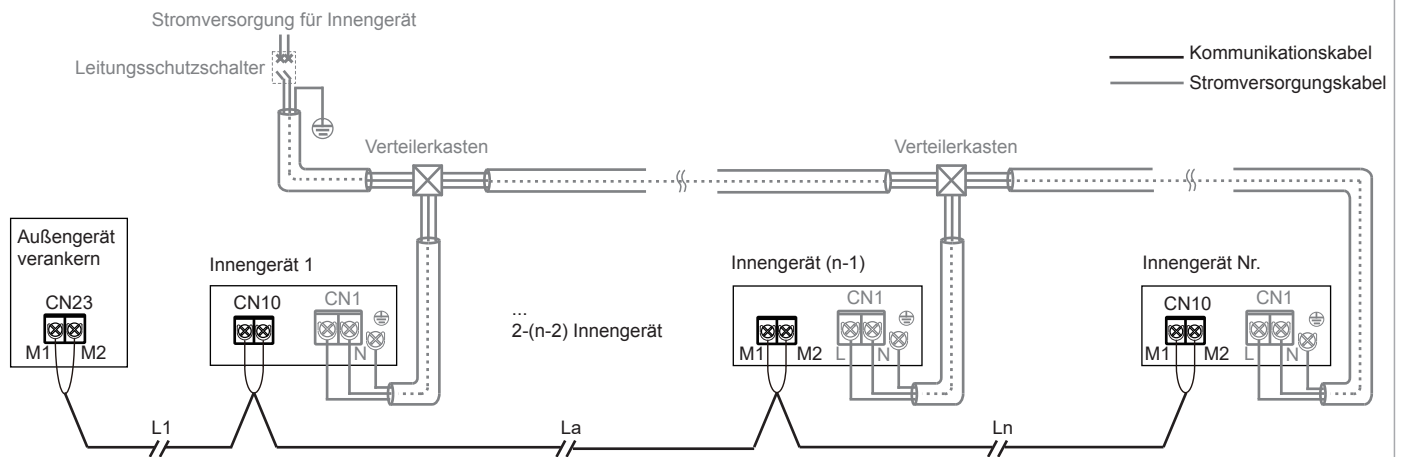 Stromversorgung für Innengerät
Leitungsschutzschalter
Kommunikationskabel
Stromversorgungskabel
Verteilerkasten
Verteilerkasten
Außengerät
verankern
CN23
M1 M2
Innengerät 1
CN10
CN1
N
...
2-(n-2) Innengerät
Innengerät (n-1)
CN1
M1 M2
L N
Innengerät Nr.
CN10
CN1
M1 M2
L N
L1
La
Ln